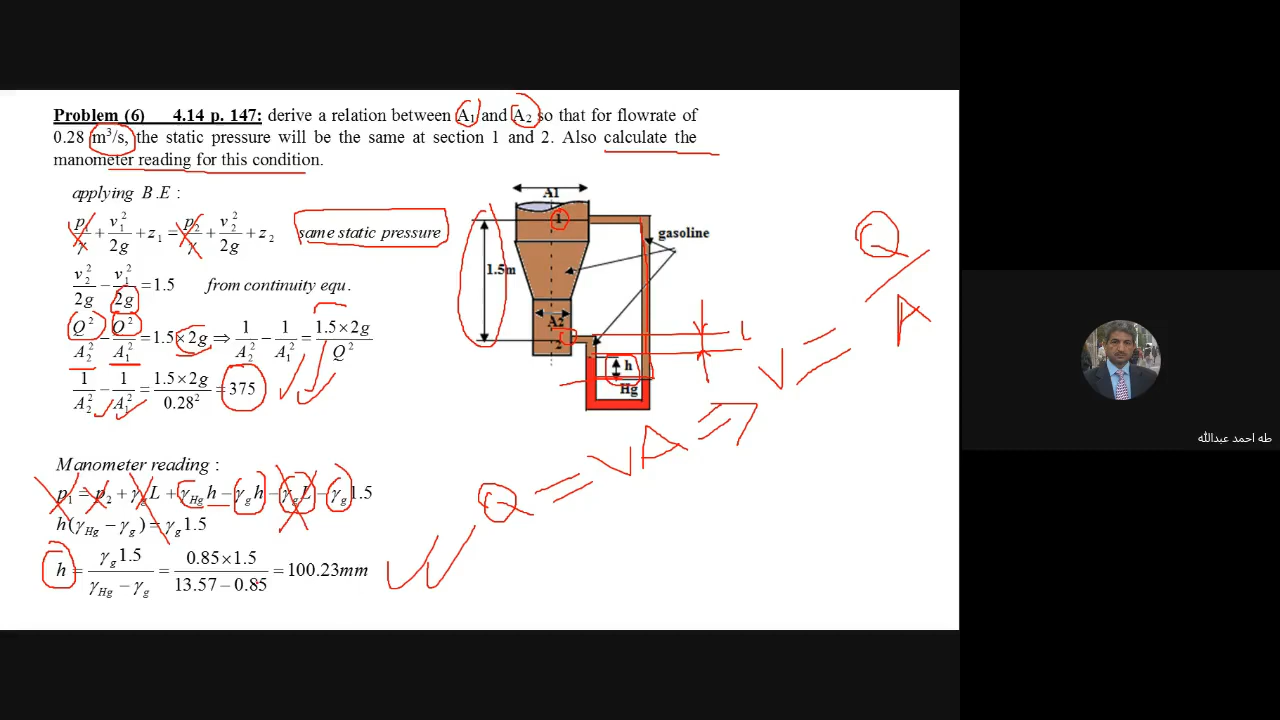 Problem (6) 4.14 p. 147: derive a relation between A1 and A2 so that for flowrate of
0.28 m³/s, the static pressure will be the same at section 1 and 2. Also calculate the
manometer reading for this condition.
applying B.E :
p₁/γ + v₁²/2g + z₁ = p₂/γ + v₂²/2g + z₂ same static pressure
v₂²/2g − v₁²/2g = 1.5 from continuity equ.
Q²/A₂² − Q²/A₁² = 1.5 × 2g ⇒ 1/A₂² − 1/A₁² = 1.5×2g/Q²
1/A₂² − 1/A₁² = 1.5×2g/0.28² = 375
Manometer reading :
p₁ = p₂ + γgL + γHg h − γg h − γgL − γg1.5
h(γHg − γg) = γg1.5
h = γg1.5/(γHg − γg) = 0.85×1.5/(13.57−0.85) = 100.23mm
A1
1
gasoline
1.5m
A2
2
h
Hg
L
Q = VA ⇒ V = Q/A
طه احمد عبدالله